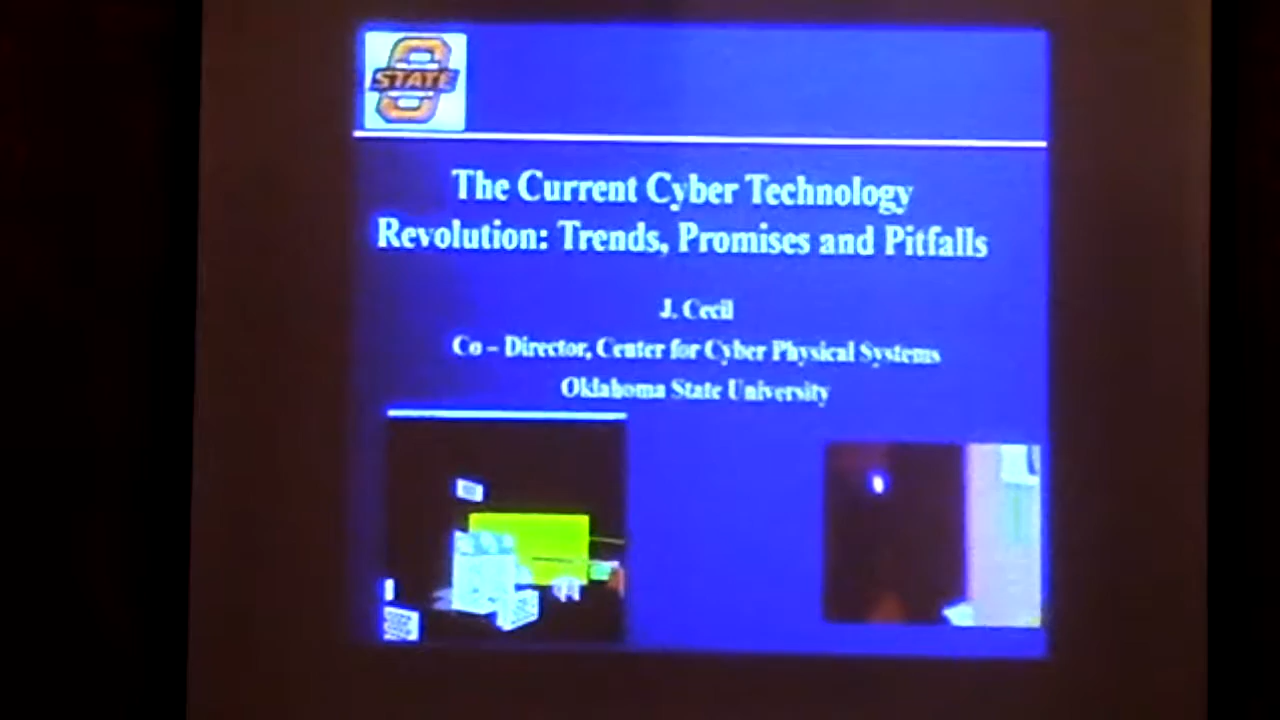 STATE
The Current Cyber Technology
Revolution: Trends, Promises and Pitfalls
J. Cecil
Co – Director, Center for Cyber Physical Systems
Oklahoma State University